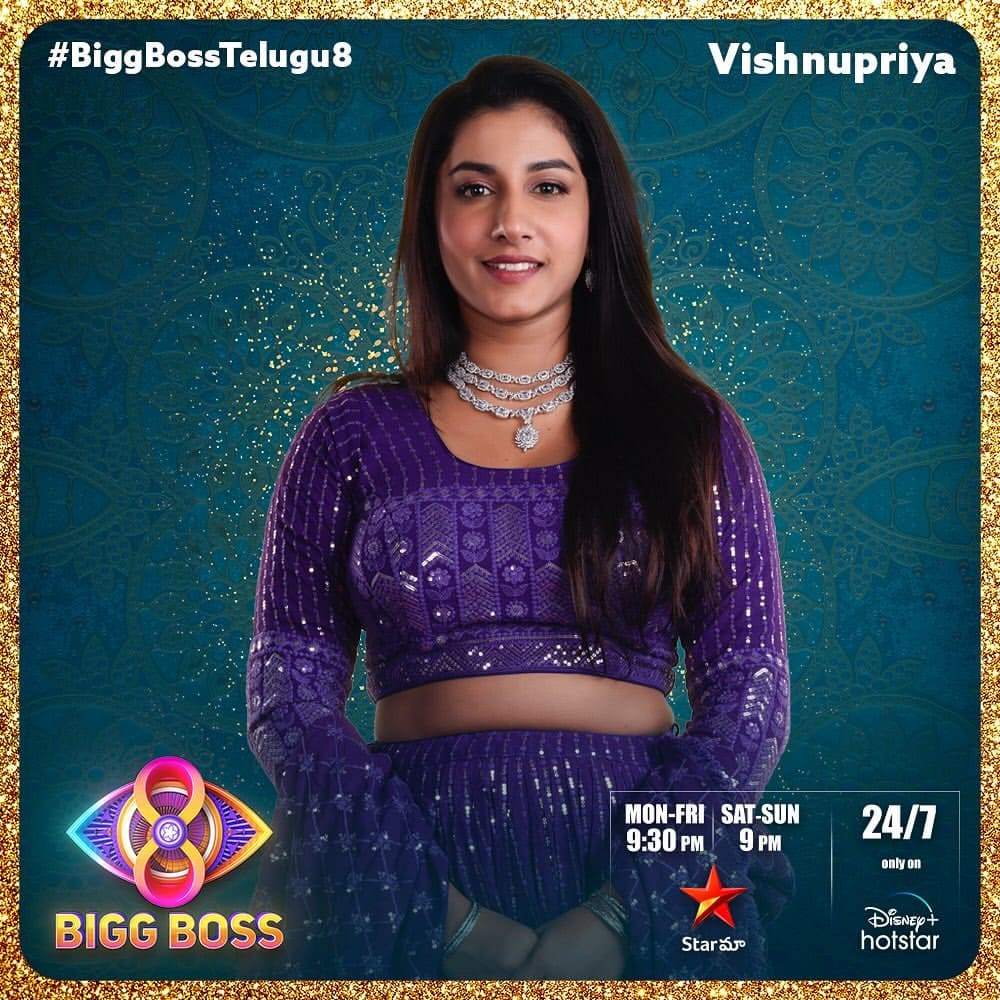 #BiggBossTelugu8
Vishnupriya
8
BIGG BOSS
MON-FRI
9:30 PM
SAT-SUN
9 PM
Starమా
24/7
only on
Disney+
hotstar